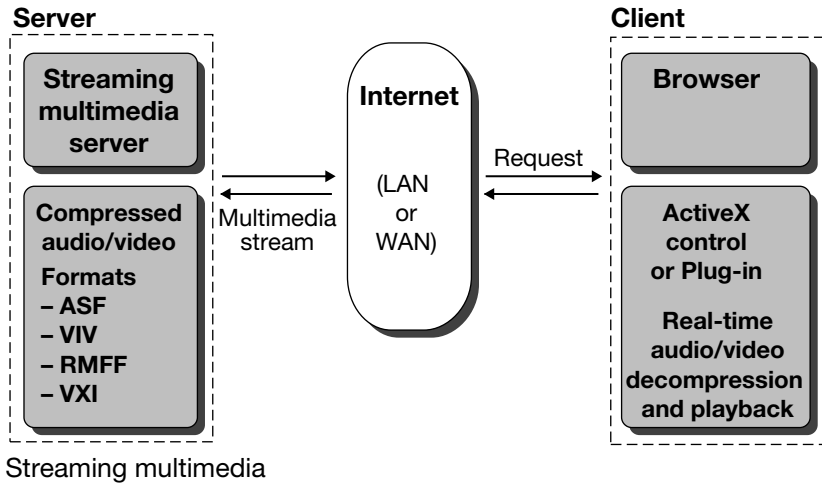 Server
Streaming
multimedia
server
Compressed
audio/video
Formats
– ASF
– VIV
– RMFF
– VXI
Multimedia
stream
Internet
(LAN
or
WAN)
Request
Client
Browser
ActiveX
control
or Plug-in
Real-time
audio/video
decompression
and playback
Streaming multimedia